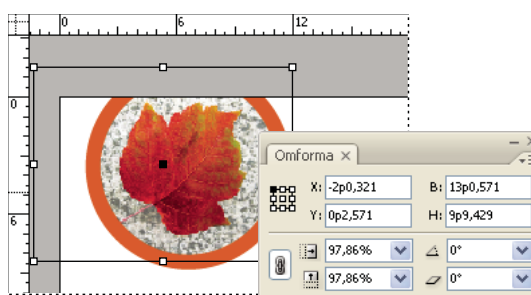 0 6 12
0
6
Omforma ×
X: -2p0,321 B: 13p0,571
Y: 0p2,571 H: 9p9,429
97,86% 0°
97,86% 0°